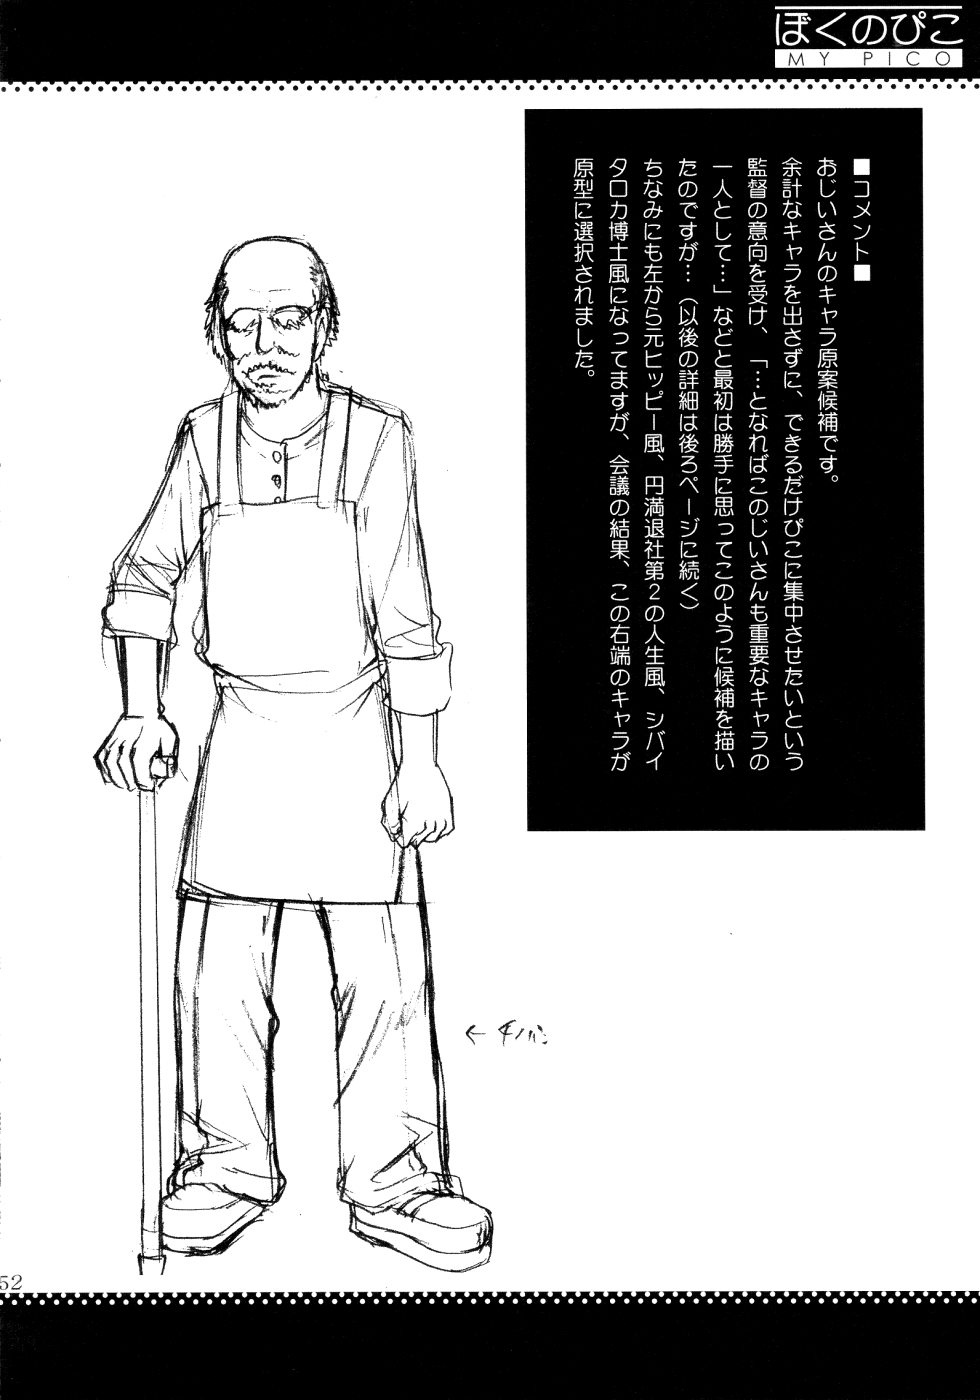 ぼくのぴこ
MY PICO
■コメント■
おじいさんのキャラ原案候補です。
余計なキャラを出さずに、できるだけぴこに集中させたいという
監督の意向を受け、「…となればこのじいさんも重要なキャラの
一人として…」などと最初は勝手に思ってこのように候補を描い
たのですが…（以後の詳細は後ろページに続く）
ちなみにも左から元ヒッピー風、円満退社第2の人生風、シバイ
タロカ博士風になってますが、会議の結果、この右端のキャラが
原型に選択されました。
←チノパン
52